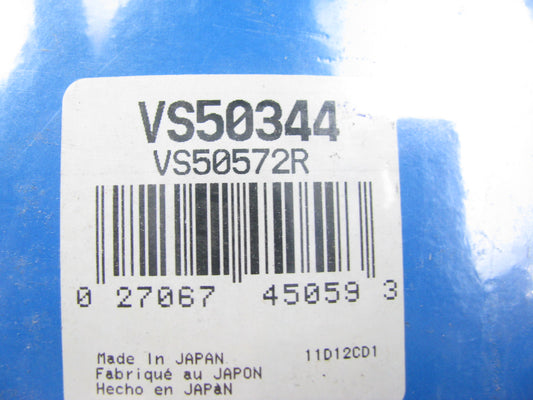 VS50344
VS50572R
0 27067 45059 3
Made In JAPAN 11D12CD1
Fabriqué au JAPON
Hecho en JAPAN